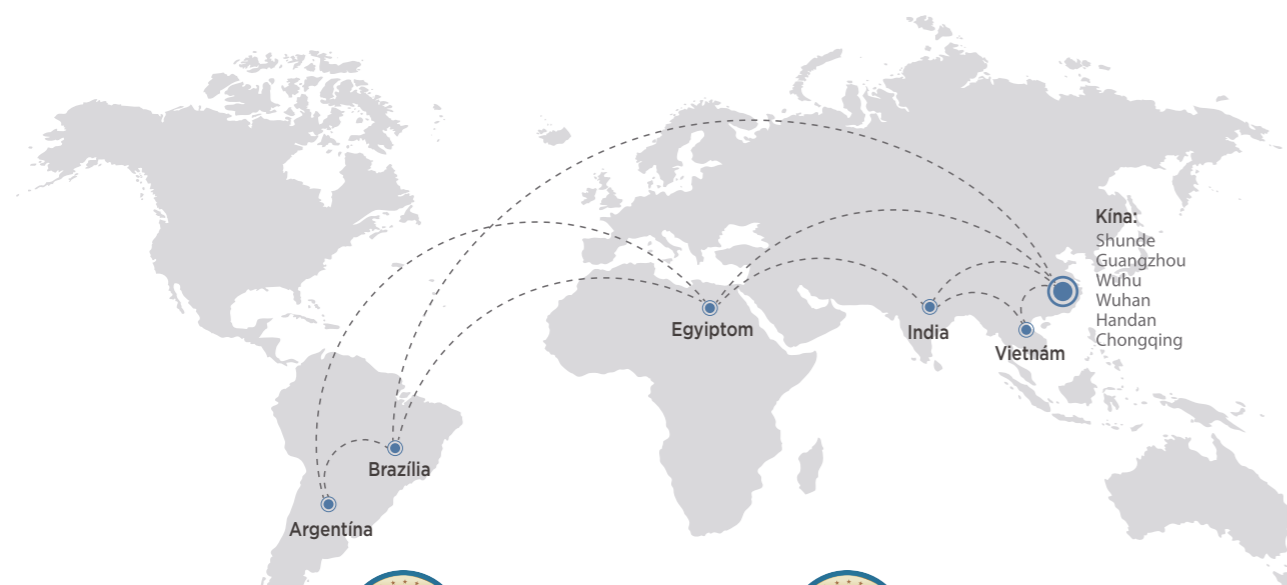 Kína:
Shunde
Guangzhou
Wuhu
Wuhan
Handan
Chongqing
Egyiptom
India
Vietnám
Brazília
Argentína